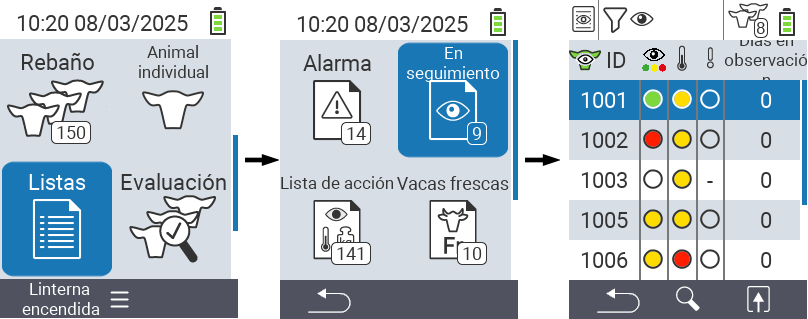 10:20 08/03/2025
Rebaño
150
Animal
individual
Listas
Evaluación
Linterna
encendida
10:20 08/03/2025
Alarma
14
En
seguimiento
9
Lista de acción
141
Vacas frescas
Fr
10
8
ID
Días en
observació
n
1001 0
1002 0
1003 - 0
1005 0
1006 0